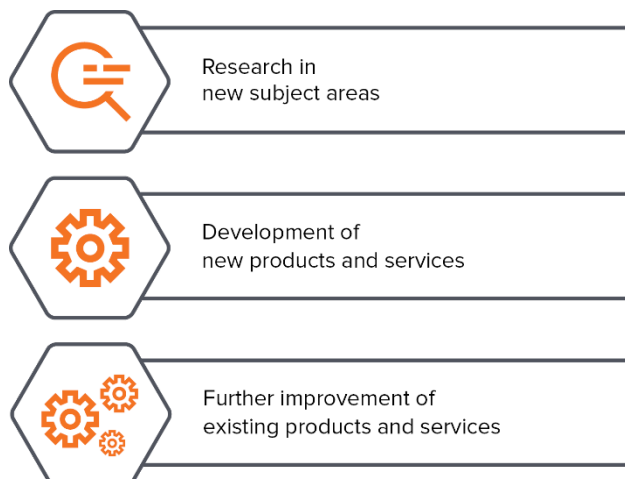 Research in
new subject areas
Development of
new products and services
Further improvement of
existing products and services